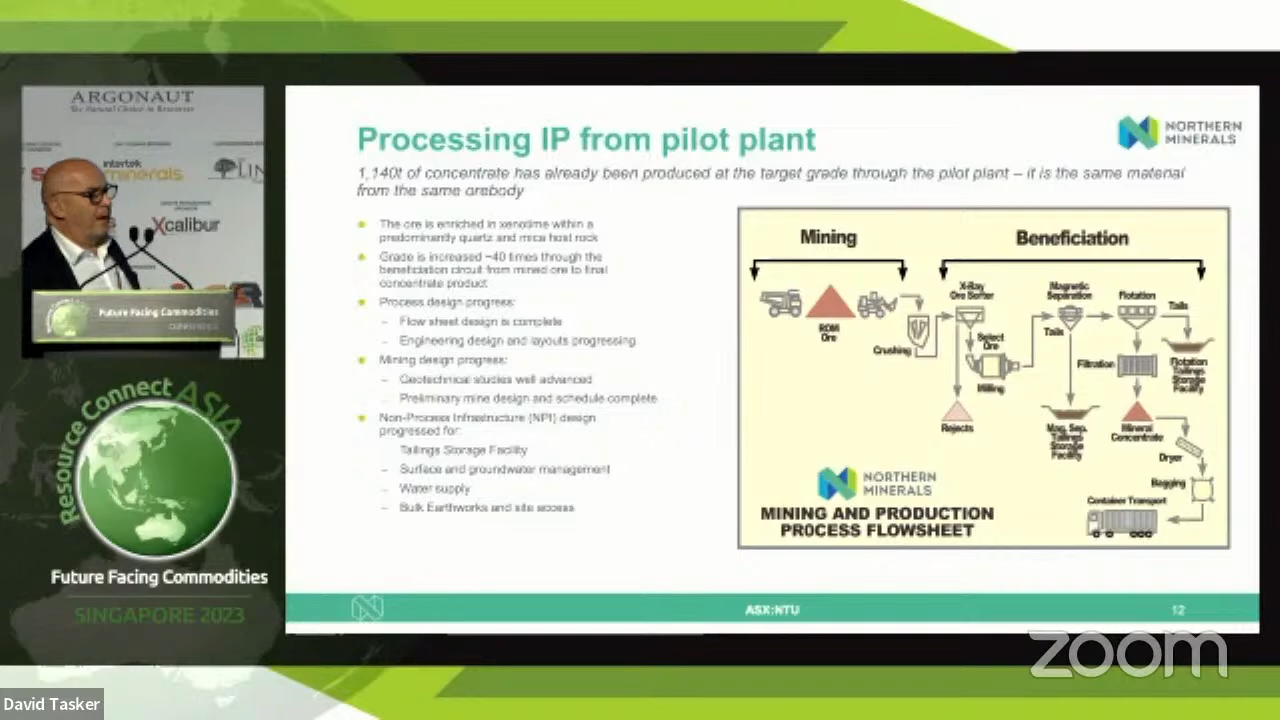 ARGONAUT
intertek
minerals
Xcalibur
Future Facing Commodities
Resource Connect ASIA
Future Facing Commodities
SINGAPORE 2023
David Tasker
Processing IP from pilot plant
NORTHERN
MINERALS
1,140t of concentrate has already been produced at the target grade through the pilot plant – it is the same material
from the same orebody
The ore is enriched in xenotime within a
predominantly quartz and mica host rock
Grade is increased ~40 times through the
beneficiation circuit from mined ore to final
concentrate product
Process design progress:
– Flow sheet design is complete
– Engineering design and layouts progressing
Mining design progress:
– Geotechnical studies well advanced
– Preliminary mine design and schedule complete
Non-Process Infrastructure (NPI) design
progressed for:
Tailings Storage Facility
– Surface and groundwater management
– Water supply
– Bulk Earthworks and site access
Mining
Beneficiation
ROM
Ore
Crushing
X-Ray
Ore Sorter
Select
Ore
Milling
Rejects
Magnetic
Separation
Tails
Mag. Sep.
Tailings
Storage
Facility
Flotation
Tails
Filtration
Flotation
Tailings
Storage
Facility
Mineral
Concentrate
Dryer
Bagging
Container Transport
NORTHERN
MINERALS
MINING AND PRODUCTION
PROCESS FLOWSHEET
ASX:NTU
12
zoom